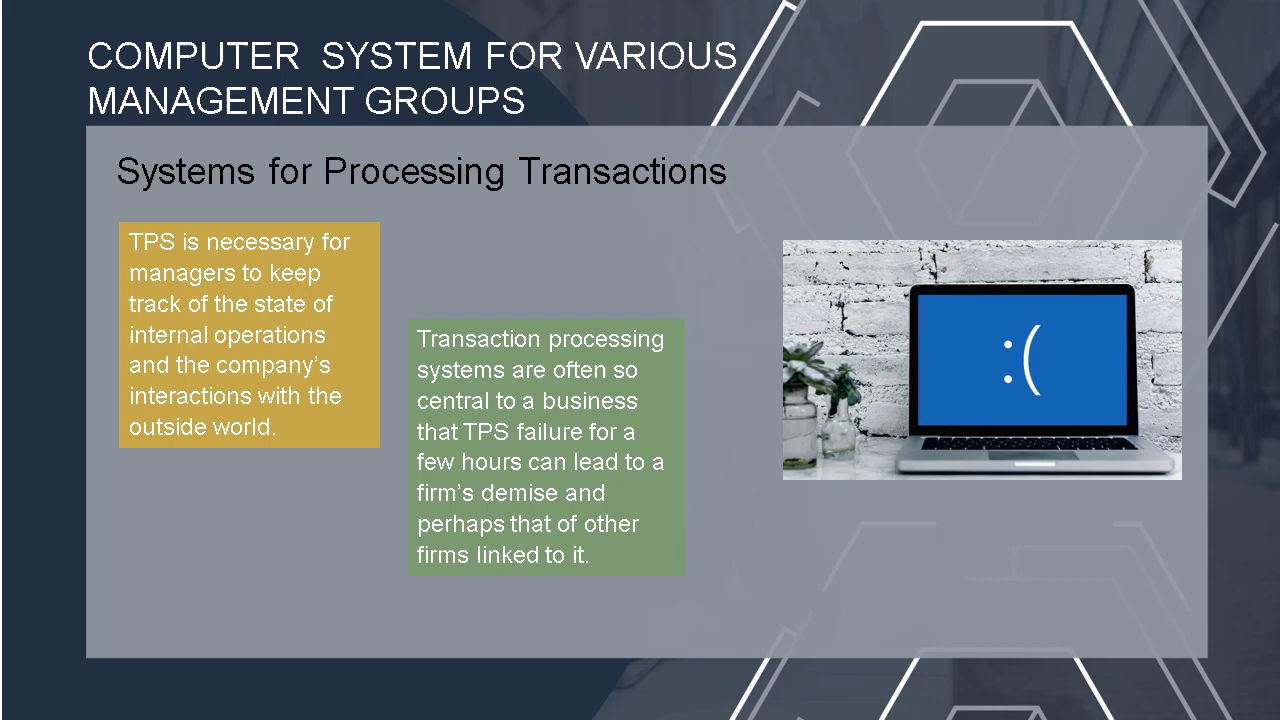 COMPUTER SYSTEM FOR VARIOUS
MANAGEMENT GROUPS
Systems for Processing Transactions
TPS is necessary for
managers to keep
track of the state of
internal operations
and the company’s
interactions with the
outside world.
Transaction processing
systems are often so
central to a business
that TPS failure for a
few hours can lead to a
firm’s demise and
perhaps that of other
firms linked to it.
:(